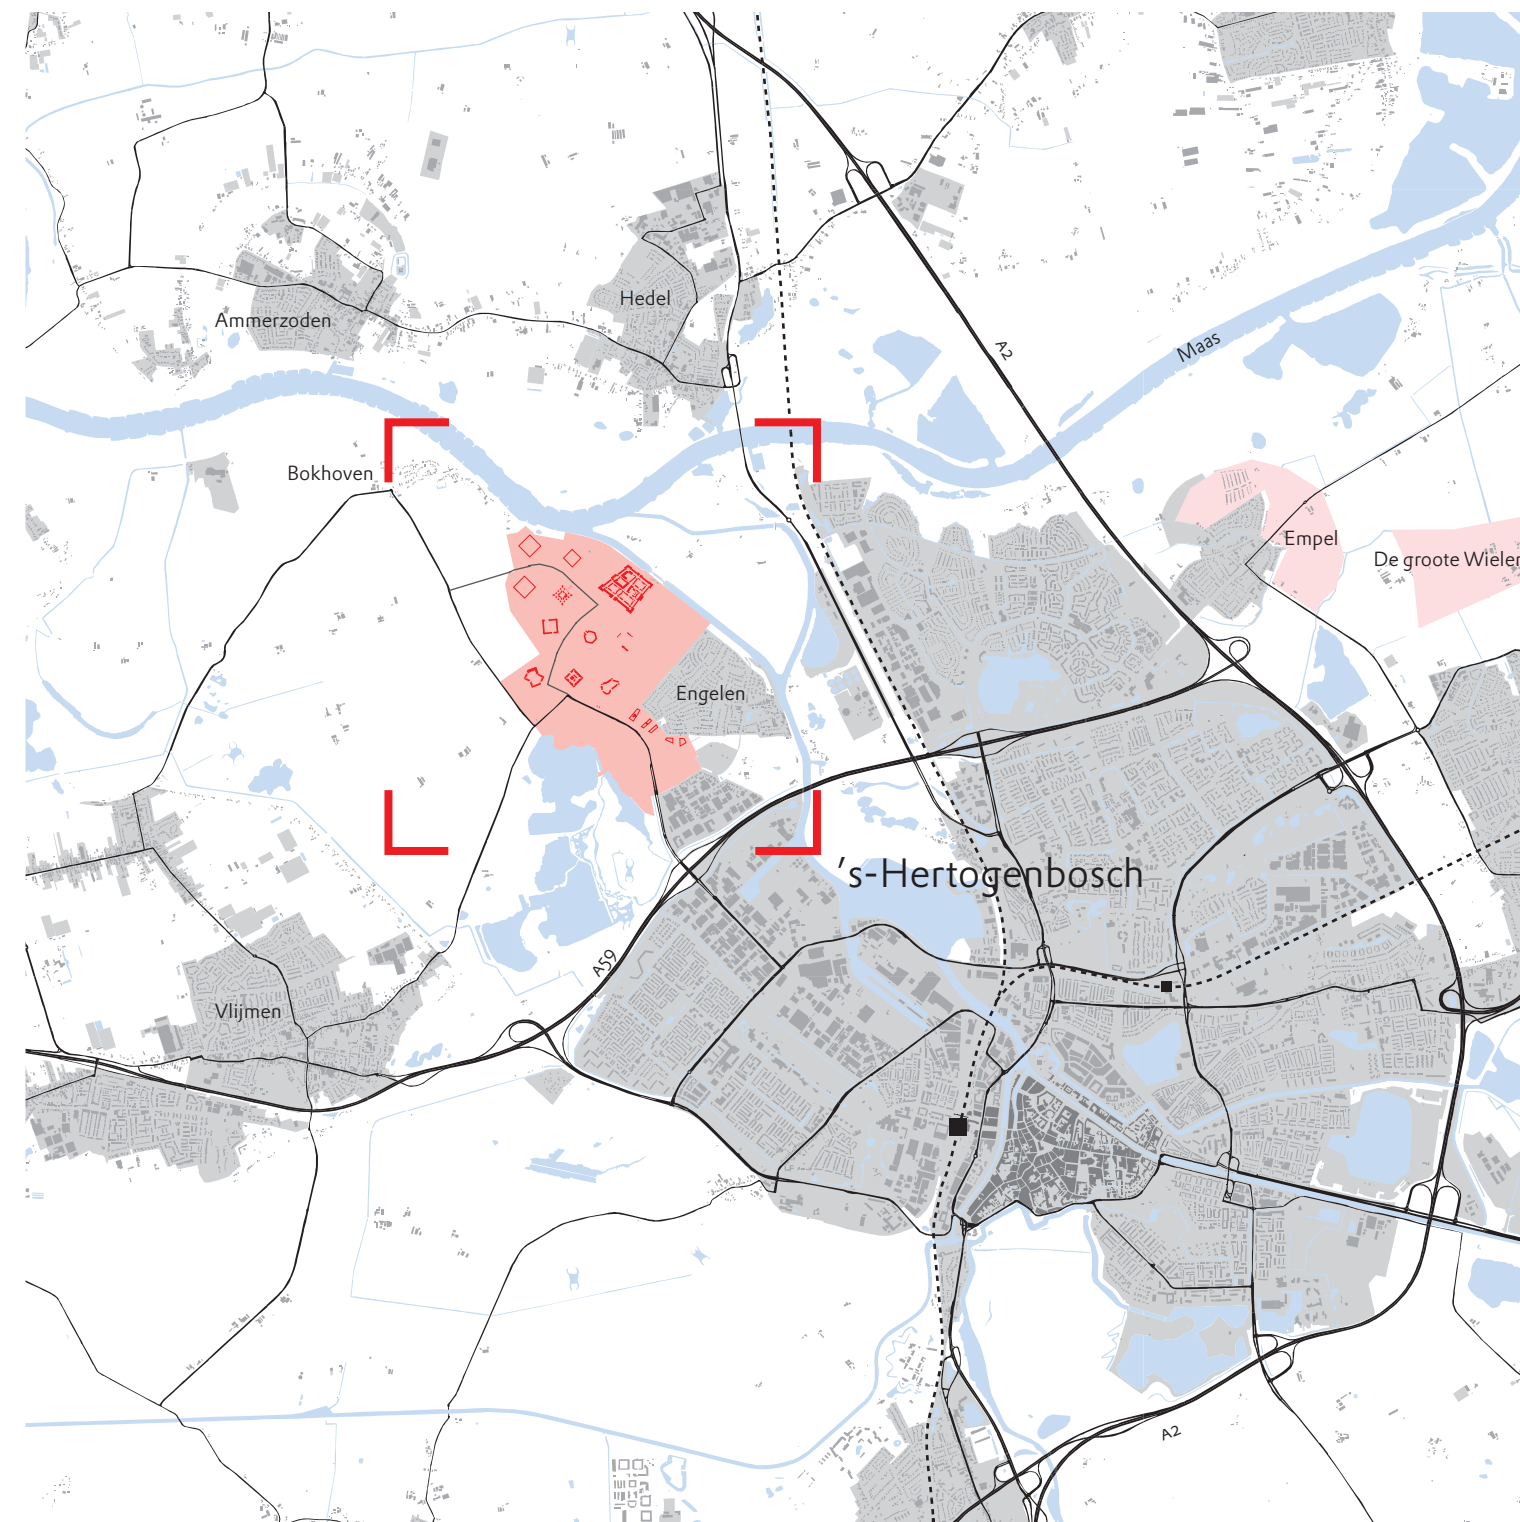 Hedel
Ammerzoden
Maas
A2
Bokhoven
Empel
De groote Wielen
Engelen
's-Hertogenbosch
A59
Vlijmen
A2